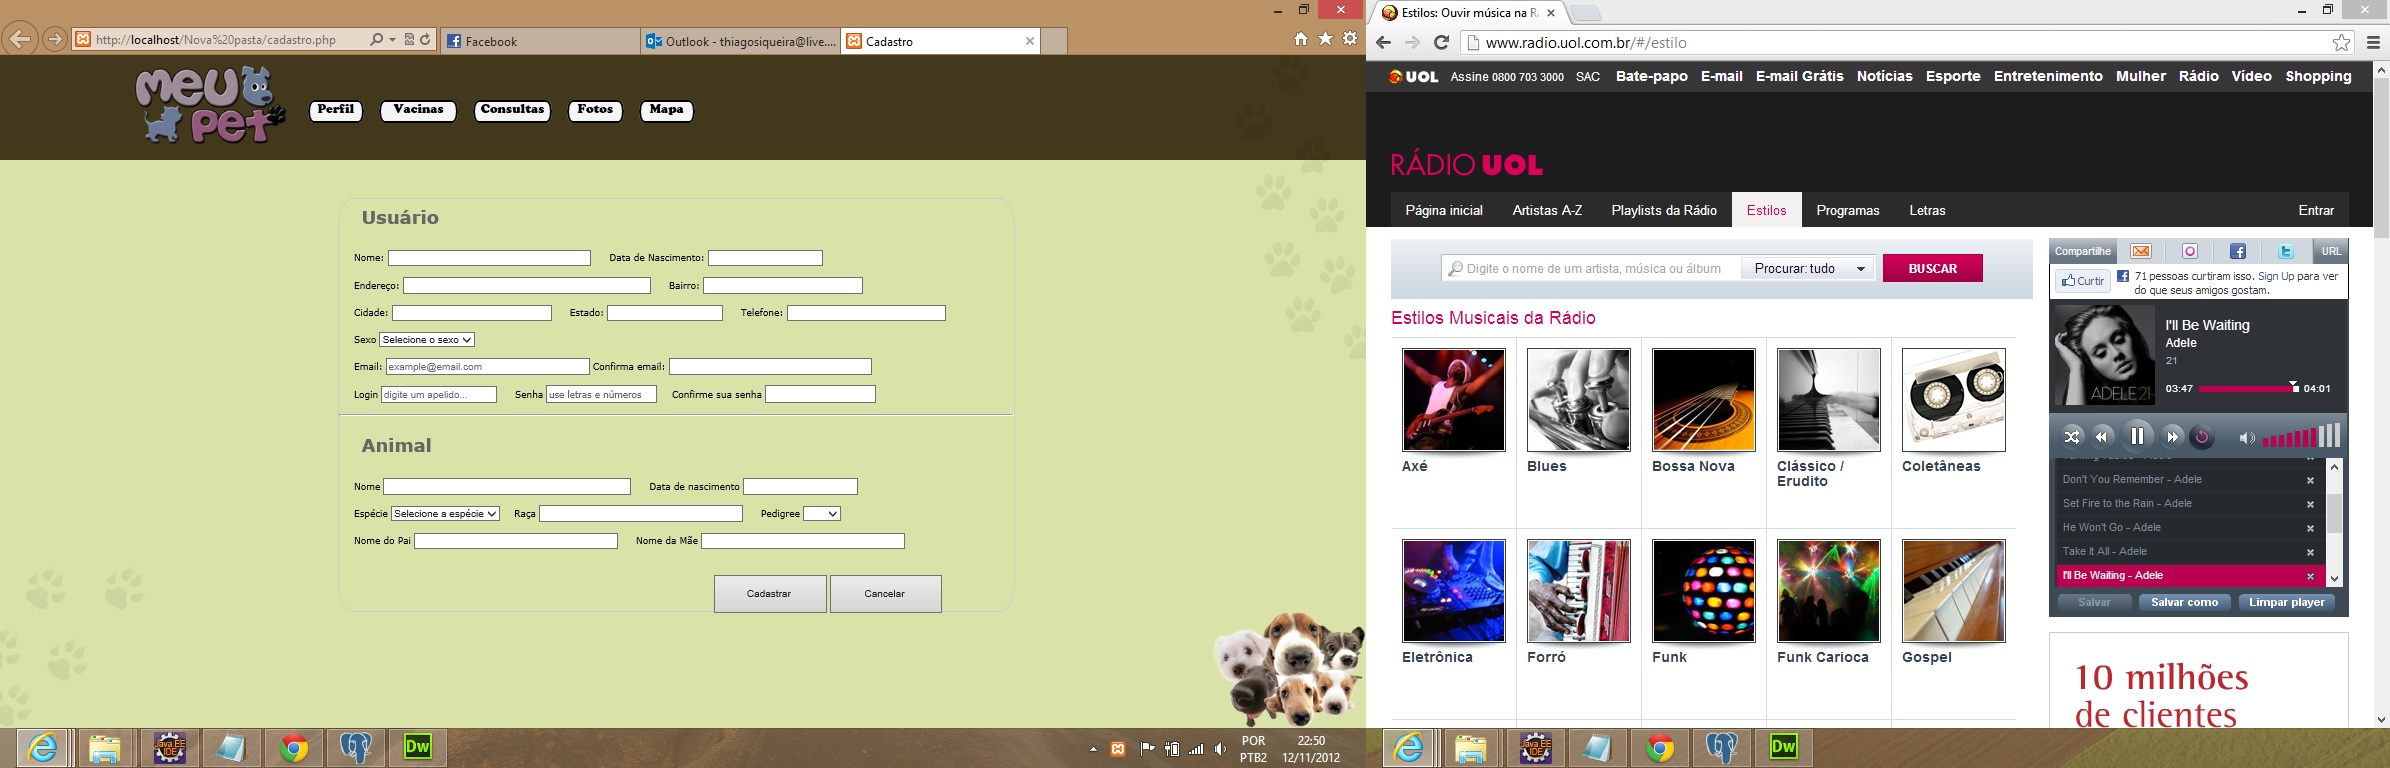 http://localhost/Nova%20pasta/cadastro.php
Facebook
Outlook - thiagosiqueira@live....
Cadastro
MEU PET
Perfil
Vacinas
Consultas
Fotos
Mapa
Usuário
Nome:
Data de Nascimento:
Endereço:
Bairro:
Cidade:
Estado:
Telefone:
Sexo
Selecione o sexo
Email:
example@email.com
Confirma email:
Login
digite um apelido...
Senha
use letras e números
Confirme sua senha
Animal
Nome
Data de nascimento
Espécie
Selecione a espécie
Raça
Pedigree
Nome do Pai
Nome da Mãe
Cadastrar
Cancelar
Java EE
IDE
Dw
POR
PTB2
22:50
12/11/2012
Estilos: Ouvir música na R
www.radio.uol.com.br/#/estilo
UOL
Assine 0800 703 3000
SAC
Bate-papo
E-mail
E-mail Grátis
Notícias
Esporte
Entretenimento
Mulher
Rádio
Vídeo
Shopping
RÁDIO UOL
Página inicial
Artistas A-Z
Playlists da Rádio
Estilos
Programas
Letras
Entrar
Digite o nome de um artista, música ou álbum
Procurar: tudo
BUSCAR
Estilos Musicais da Rádio
Axé
Blues
Bossa Nova
Clássico /
Erudito
Coletâneas
Eletrônica
Forró
Funk
Funk Carioca
Gospel
Compartilhe
URL
Curtir
71 pessoas curtiram isso. Sign Up para ver
do que seus amigos gostam.
ADELE 21
I'll Be Waiting
Adele
21
03:47
04:01
Don't You Remember - Adele
Set Fire to the Rain - Adele
He Won't Go - Adele
Take It All - Adele
I'll Be Waiting - Adele
Salvar
Salvar como
Limpar player
10 milhões
de clientes
Java EE
IDE
Dw